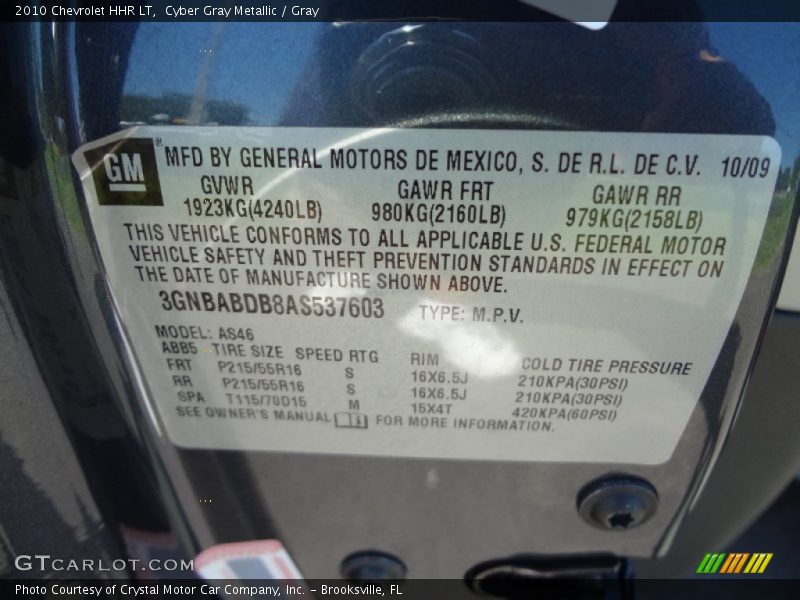 2010 Chevrolet HHR LT, Cyber Gray Metallic / Gray
GM MFD BY GENERAL MOTORS DE MEXICO, S. DE R.L. DE C.V. 10/09
GVWR GAWR FRT GAWR RR
1923KG(4240LB) 980KG(2160LB) 979KG(2158LB)
THIS VEHICLE CONFORMS TO ALL APPLICABLE U.S. FEDERAL MOTOR
VEHICLE SAFETY AND THEFT PREVENTION STANDARDS IN EFFECT ON
THE DATE OF MANUFACTURE SHOWN ABOVE.
3GNBABDB8AS537603 TYPE: M.P.V.
MODEL: AS46
ABB5 TIRE SIZE SPEED RTG RIM COLD TIRE PRESSURE
FRT P215/55R16 S 16X6.5J 210KPA(30PSI)
RR P215/55R16 S 16X6.5J 210KPA(30PSI)
SPA T115/70D15 M 15X4T 420KPA(60PSI)
SEE OWNER'S MANUAL FOR MORE INFORMATION.
GTCARLOT.COM
Photo Courtesy of Crystal Motor Car Company, Inc. – Brooksville, FL